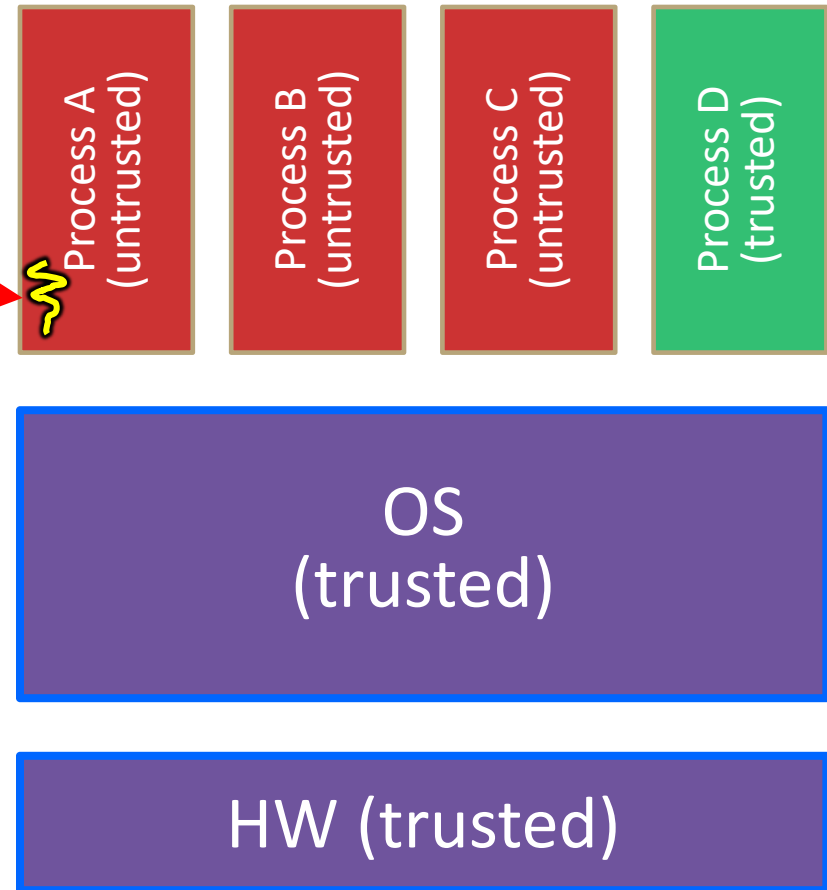 Process A
(untrusted)
Process B
(untrusted)
Process C
(untrusted)
Process D
(trusted)
OS
(trusted)
HW (trusted)